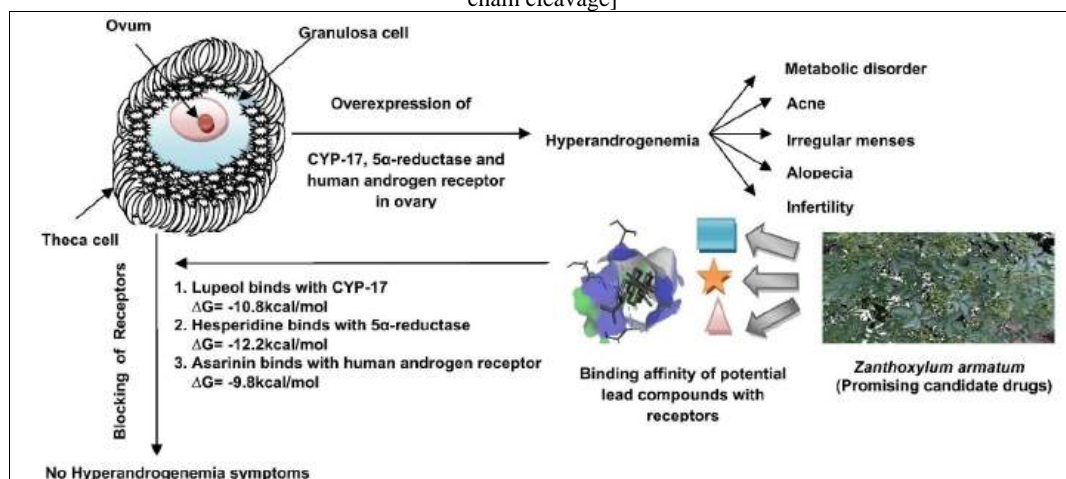 chain cleavage]
Ovum
Granulosa cell
Theca cell
Overexpression of
CYP-17, 5α-reductase and
human androgen receptor
in ovary
Hyperandrogenemia
Metabolic disorder
Acne
Irregular menses
Alopecia
Infertility
Blocking of Receptors
1. Lupeol binds with CYP-17
ΔG= -10.8kcal/mol
2. Hesperidine binds with 5α-reductase
ΔG= -12.2kcal/mol
3. Asarinin binds with human androgen receptor
ΔG= -9.8kcal/mol
Binding affinity of potential
lead compounds with
receptors
Zanthoxylum armatum
(Promising candidate drugs)
No Hyperandrogenemia symptoms